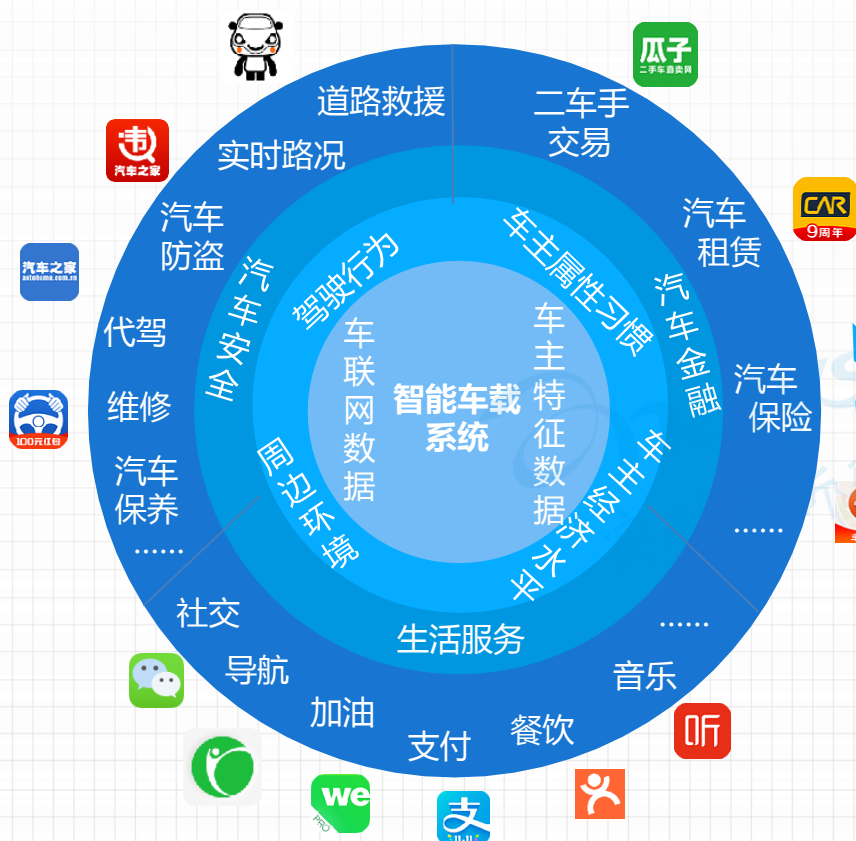 瓜子
二手车直卖网
道路救援
二车手
交易
实时路况
汽车之家
CAR
9周年
汽车
防盗
汽车
租赁
汽车之家
autohome.com.cn
汽车安全
驾驶行为
车主属性习惯
汽车金融
代驾
车联网数据
智能车载
系统
车主特征数据
汽车
保险
维修
100元红包
汽车
保养
……
周边环境
车主经济水平
……
社交
生活服务
……
导航
音乐
加油
餐饮
支付
听
we
PRO
支